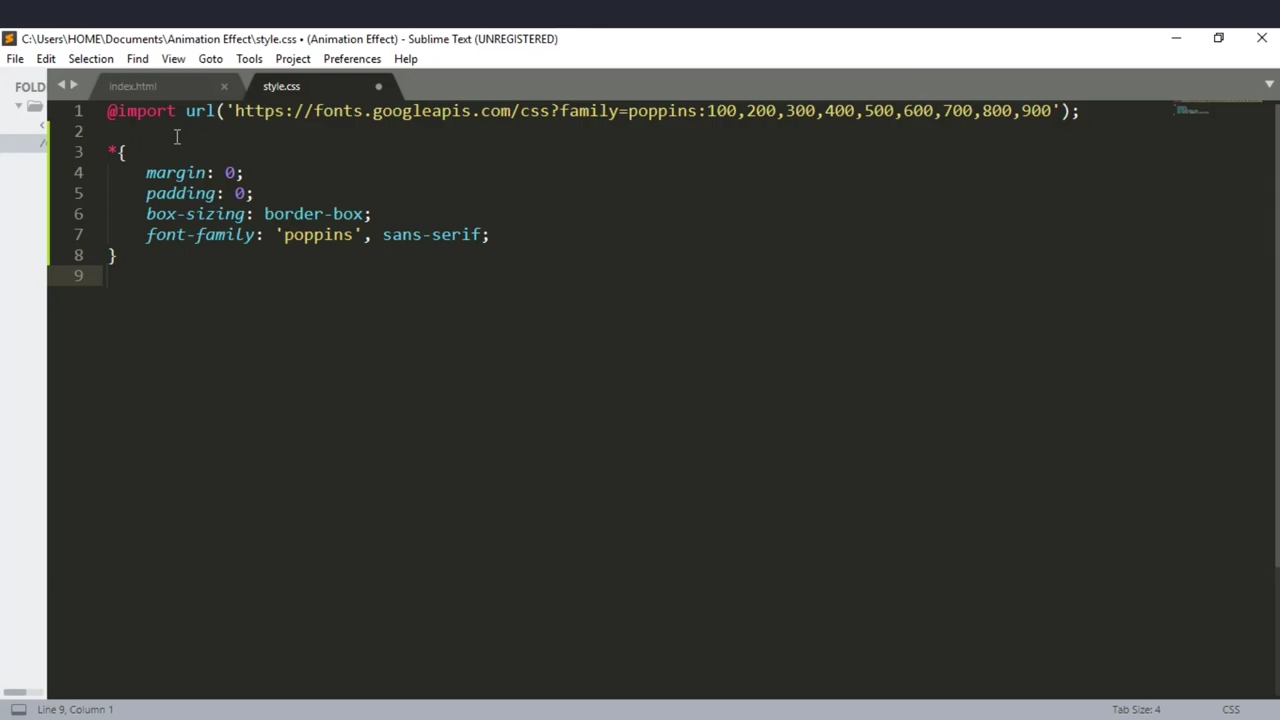 C:\Users\HOME\Documents\Animation Effect\style.css • (Animation Effect) - Sublime Text (UNREGISTERED)
File Edit Selection Find View Goto Tools Project Preferences Help
FOLD
index.html
style.css
1 @import url('https://fonts.googleapis.com/css?family=poppins:100,200,300,400,500,600,700,800,900');
2
3 *{
4 margin: 0;
5 padding: 0;
6 box-sizing: border-box;
7 font-family: 'poppins', sans-serif;
8 }
9
Line 9, Column 1
Tab Size: 4
CSS